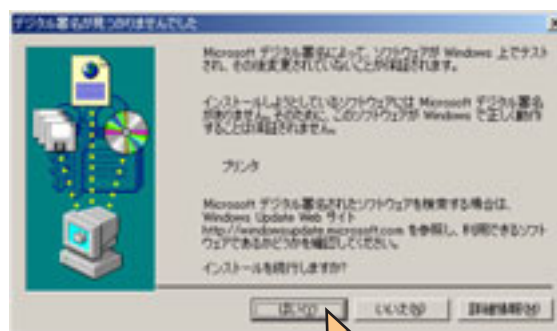 デジタル署名が見つかりませんでした
Microsoft デジタル署名によって、ソフトウェアが Windows 上でテスト
され、その後変更されていないことが保証されます。
インストールしようとしているソフトウェアには Microsoft デジタル署名
がありません。そのために、このソフトウェアが Windows で正しく動作
することは保証されません。
プリンタ
Microsoft デジタル署名されたソフトウェアを検索する場合は、
Windows Update Web サイト
http://windowsupdate.microsoft.com を参照し、利用できるソフト
ウェアであるかどうかを確認してください。
インストールを続行しますか?
はい(Y)
いいえ(N)
詳細情報(M)